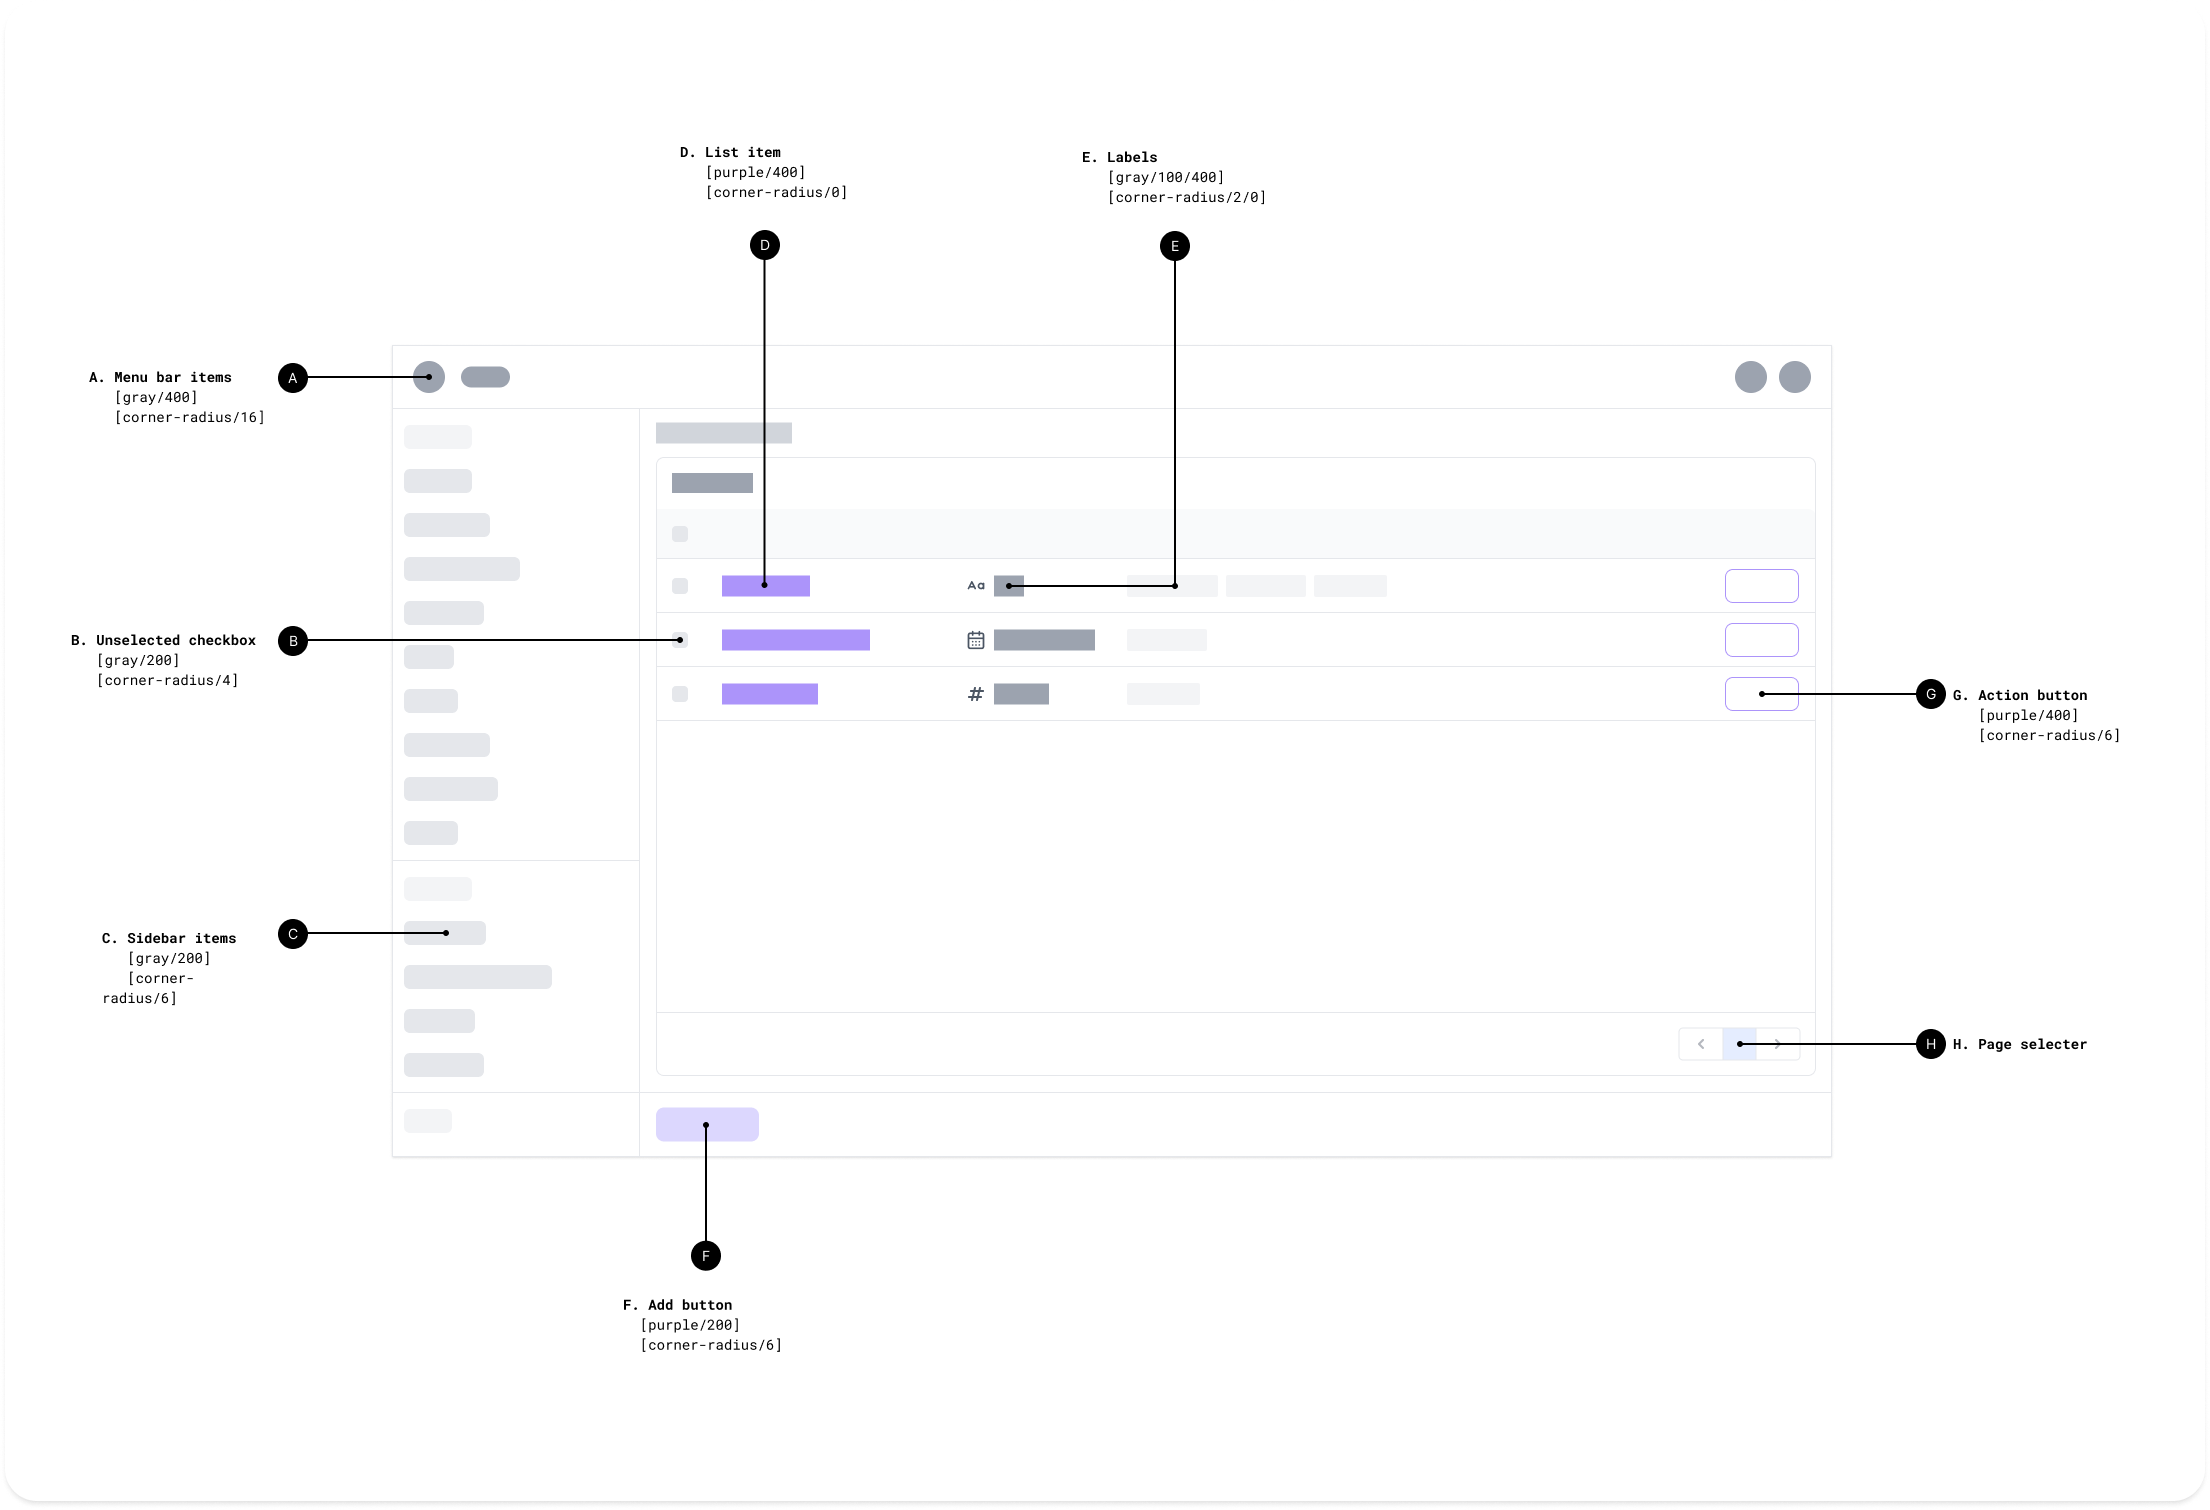 D. List item
[purple/400]
[corner-radius/0]
E. Labels
[gray/100/400]
[corner-radius/2/0]
D
E
A. Menu bar items
[gray/400]
[corner-radius/16]
A
Aa
B. Unselected checkbox
[gray/200]
[corner-radius/4]
B
#
G
G. Action button
[purple/400]
[corner-radius/6]
C. Sidebar items
[gray/200]
[corner-
radius/6]
C
H
H. Page selecter
F
F. Add button
[purple/200]
[corner-radius/6]